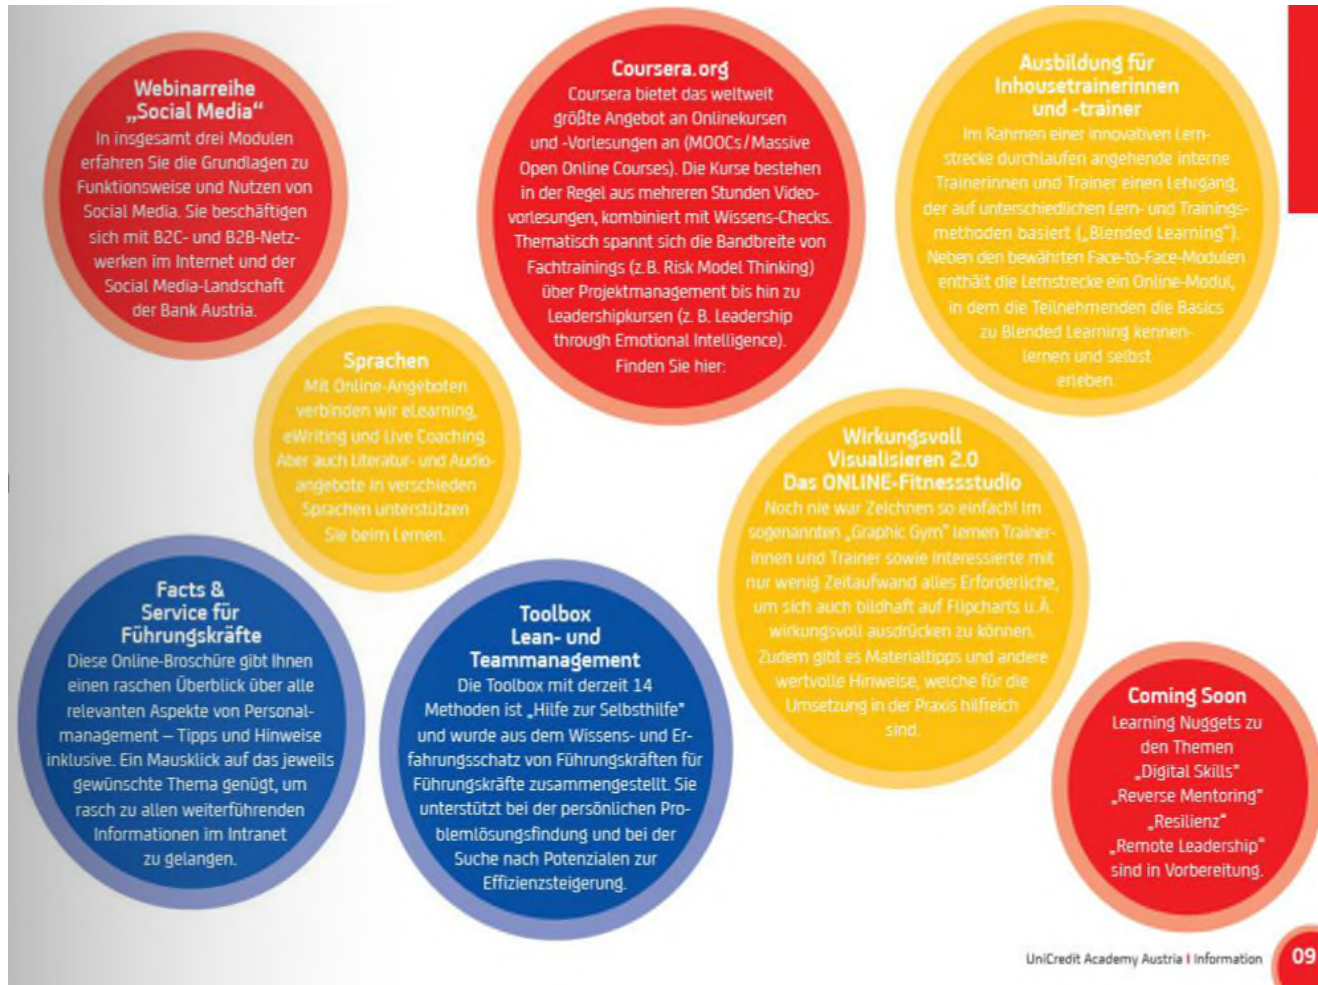 Webinarreihe
„Social Media“
In insgesamt drei Modulen
erfahren Sie die Grundlagen zu
Funktionsweise und Nutzen von
Social Media. Sie beschäftigen
sich mit B2C- und B2B-Netz-
werken im Internet und der
Social Media-Landschaft
der Bank Austria.
Coursera.org
Coursera bietet das weltweit
größte Angebot an Onlinekursen
und -Vorlesungen an (MOOCs/Massive
Open Online Courses). Die Kurse bestehen
in der Regel aus mehreren Stunden Video-
vorlesungen, kombiniert mit Wissens-Checks.
Thematisch spannt sich die Bandbreite von
Fachtrainings (z.B. Risk Model Thinking)
über Projektmanagement bis hin zu
Leadershipkursen (z. B. Leadership
through Emotional Intelligence).
Finden Sie hier:
Ausbildung für
Inhousetrainerinnen
und -trainer
Im Rahmen einer innovativen Lern-
strecke durchlaufen angehende interne
Trainerinnen und Trainer einen Lehrgang,
der auf unterschiedlichen Lern- und Trainings-
methoden basiert („Blended Learning“).
Neben den bewährten Face-to-Face-Modulen
enthält die Lernstrecke ein Online-Modul,
in dem die Teilnehmenden die Basics
zu Blended Learning kennen-
lernen und selbst
erleben.
Sprachen
Mit Online-Angeboten
verbinden wir eLearning,
eWriting und Live Coaching.
Aber auch Literatur- und Audio-
angebote in verschieden
Sprachen unterstützen
Sie beim Lernen.
Wirkungsvoll
Visualisieren 2.0
Das ONLINE-Fitnessstudio
Noch nie war Zeichnen so einfach! Im
sogenannten „Graphic Gym“ lernen Trainer-
innen und Trainer sowie Interessierte mit
nur wenig Zeitaufwand alles Erforderliche,
um sich auch bildhaft auf Flipcharts u.Ä.
wirkungsvoll ausdrücken zu können.
Zudem gibt es Materialtipps und andere
wertvolle Hinweise, welche für die
Umsetzung in der Praxis hilfreich
sind.
Facts &
Service für
Führungskräfte
Diese Online-Broschüre gibt Ihnen
einen raschen Überblick über alle
relevanten Aspekte von Personal-
management – Tipps und Hinweise
inklusive. Ein Mausklick auf das jeweils
gewünschte Thema genügt, um
rasch zu allen weiterführenden
Informationen im Intranet
zu gelangen.
Toolbox
Lean- und
Teammanagement
Die Toolbox mit derzeit 14
Methoden ist „Hilfe zur Selbsthilfe“
und wurde aus dem Wissens- und Er-
fahrungsschatz von Führungskräften für
Führungskräfte zusammengestellt. Sie
unterstützt bei der persönlichen Pro-
blemlösungsfindung und bei der
Suche nach Potenzialen zur
Effizienzsteigerung.
Coming Soon
Learning Nuggets zu
den Themen
„Digital Skills“
„Reverse Mentoring“
„Resilienz“
„Remote Leadership“
sind in Vorbereitung.
UniCredit Academy Austria I Information
09